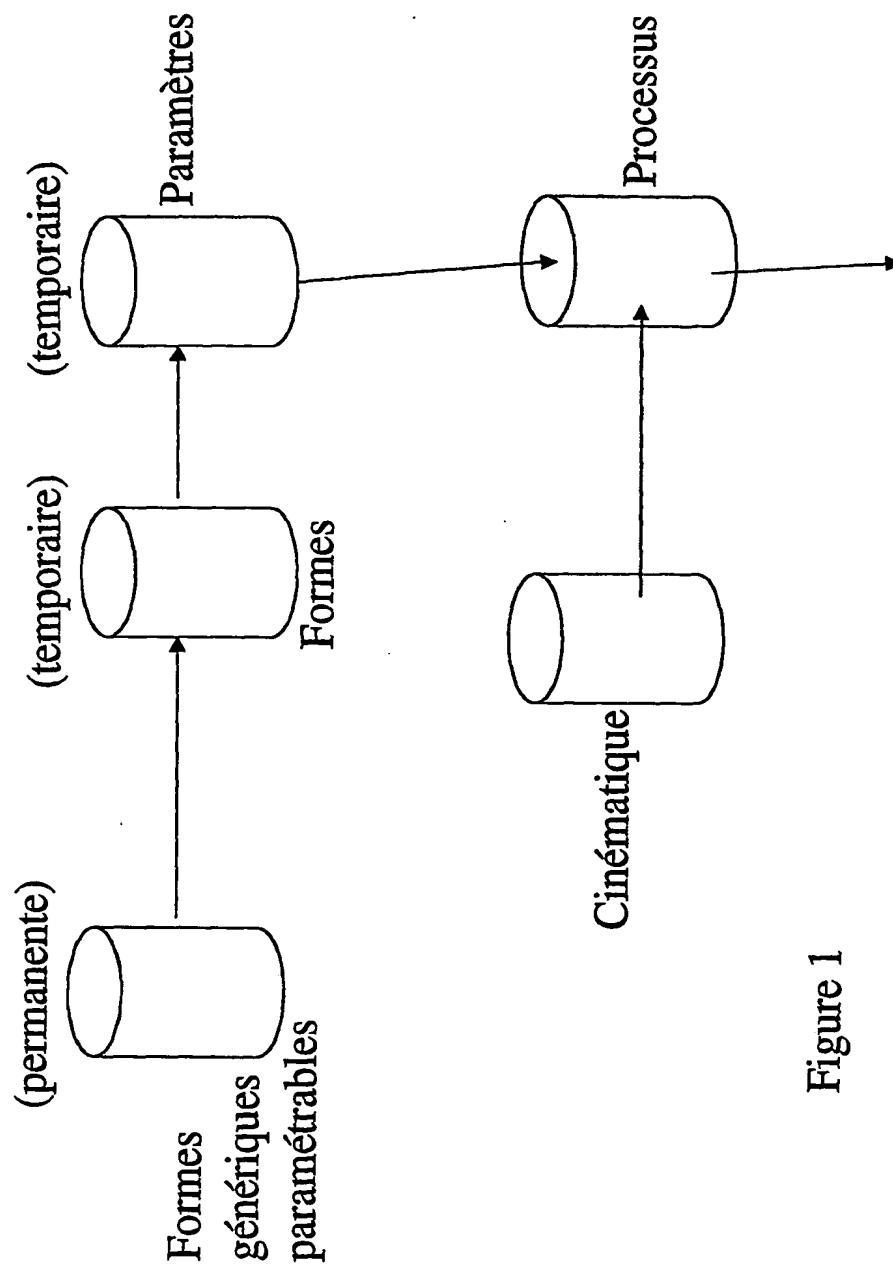 (permanente)
(temporaire)
(temporaire)
Formes
génériques
paramétrables
Formes
Paramètres
Cinématique
Processus
Figure 1